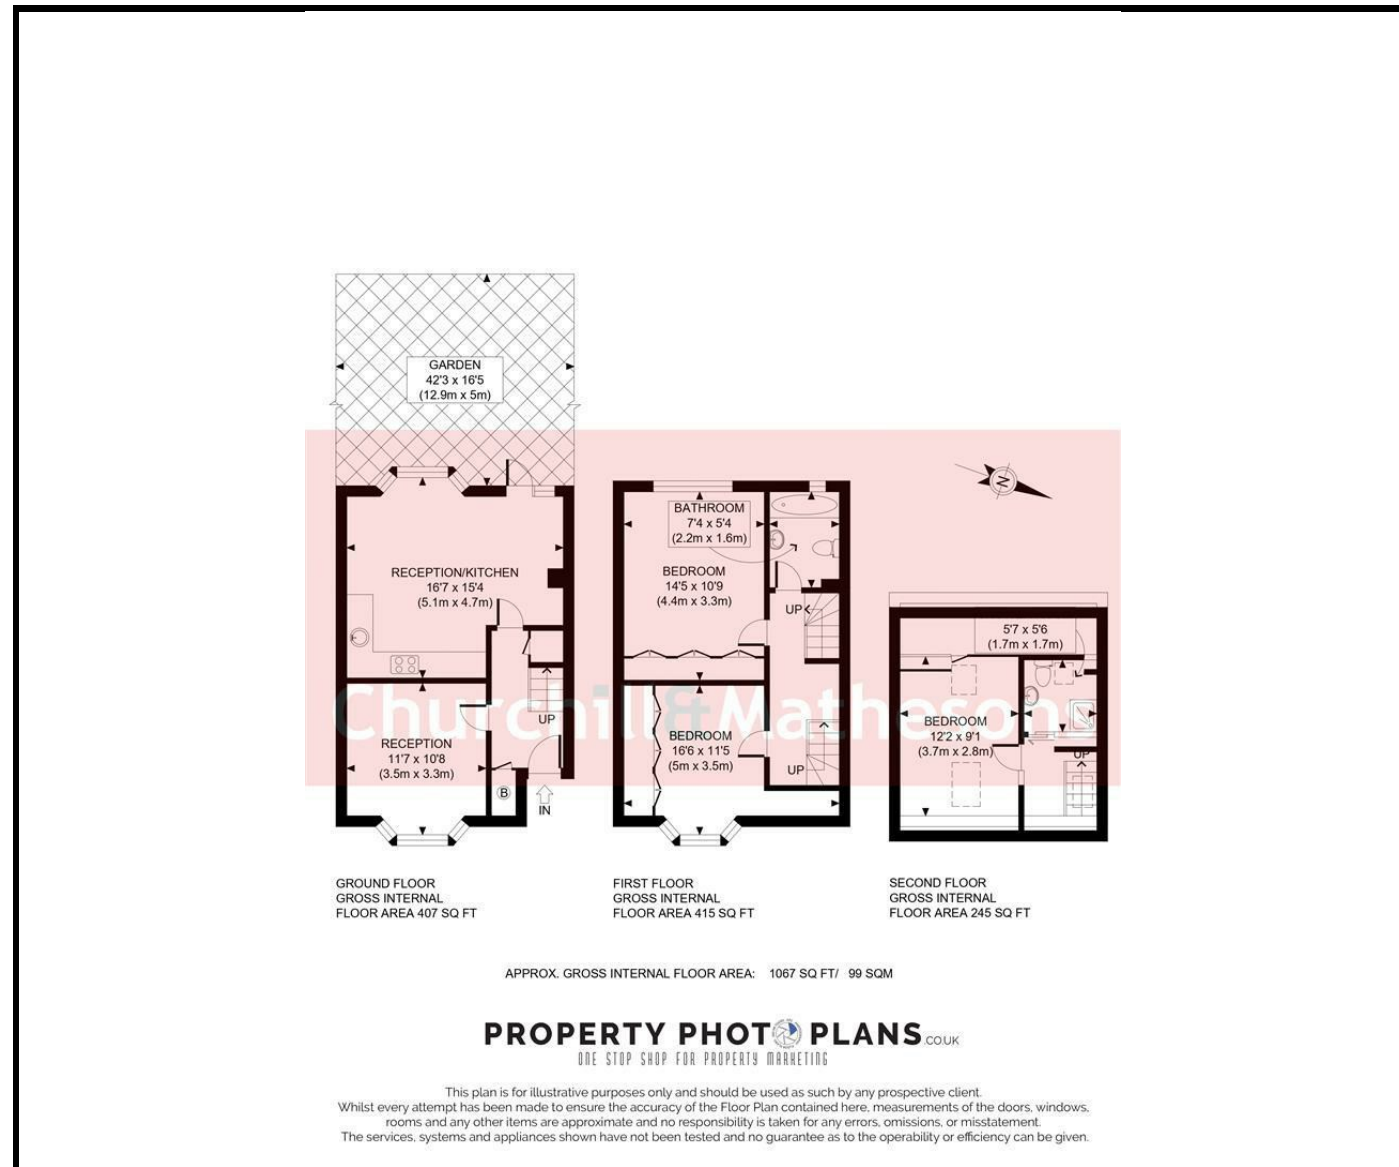 GARDEN
42'3 x 16'5
(12.9m x 5m)
RECEPTION/KITCHEN
16'7 x 15'4
(5.1m x 4.7m)
UP
RECEPTION
11'7 x 10'8
(3.5m x 3.3m)
B
IN
BATHROOM
7'4 x 5'4
(2.2m x 1.6m)
BEDROOM
14'5 x 10'9
(4.4m x 3.3m)
UP
BEDROOM
16'6 x 11'5
(5m x 3.5m)
UP
N
5'7 x 5'6
(1.7m x 1.7m)
BEDROOM
12'2 x 9'1
(3.7m x 2.8m)
UP
Churchill & Mathesons
GROUND FLOOR
GROSS INTERNAL
FLOOR AREA 407 SQ FT
FIRST FLOOR
GROSS INTERNAL
FLOOR AREA 415 SQ FT
SECOND FLOOR
GROSS INTERNAL
FLOOR AREA 245 SQ FT
APPROX. GROSS INTERNAL FLOOR AREA: 1067 SQ FT/ 99 SQM
PROPERTY PHOTO PLANS.CO.UK
ONE STOP SHOP FOR PROPERTY MARKETING
This plan is for illustrative purposes only and should be used as such by any prospective client.
Whilst every attempt has been made to ensure the accuracy of the Floor Plan contained here, measurements of the doors, windows,
rooms and any other items are approximate and no responsibility is taken for any errors, omissions, or misstatement.
The services, systems and appliances shown have not been tested and no guarantee as to the operability or efficiency can be given.